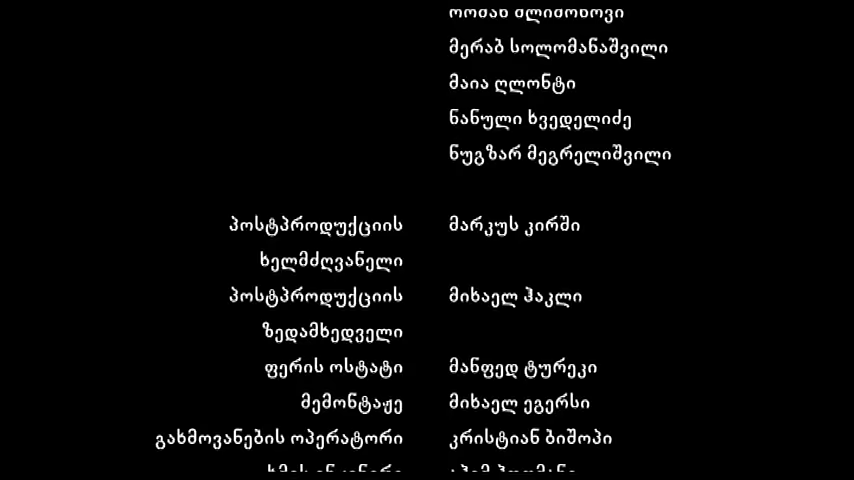 მერაბ სოლომანაშვილი
მაია ღლონტი
ნანული ხვედელიძე
ნუგზარ მეგრელიშვილი
პოსტპროდუქციის მარკუს კირში
ხელმძღვანელი
პოსტპროდუქციის მიხაელ ჰაკლი
ზედამხედველი
ფერის ოსტატი მანფედ ტურეკი
მემონტაჟე მიხაელ ეგერსი
გახმოვანების ოპერატორი კრისტიან ბიშოპი